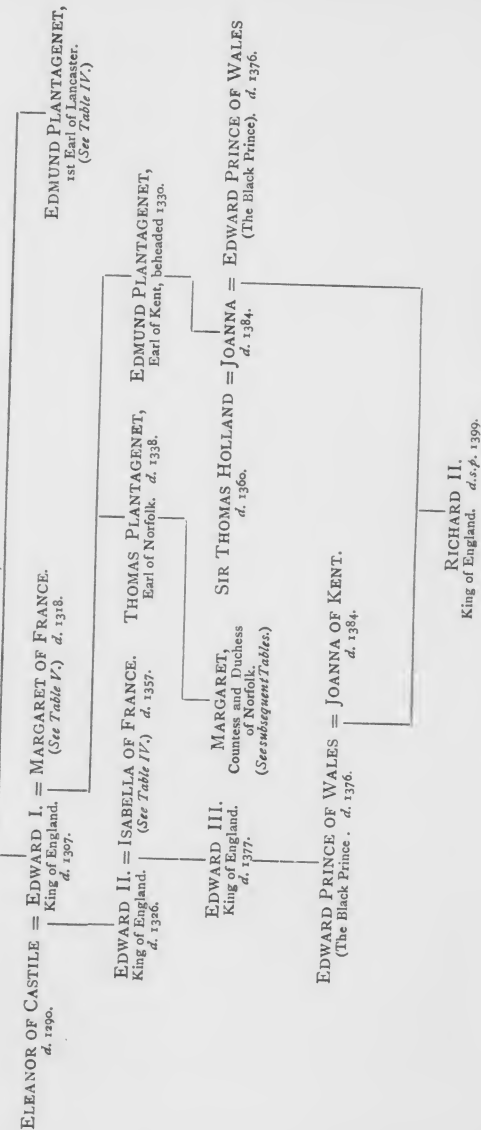 ELEANOR OF CASTILE = EDWARD I. = MARGARET OF FRANCE.
d. 1290.
King of England.
d. 1307.
(See Table V.) d. 1318.
EDMUND PLANTAGENET,
1st Earl of Lancaster.
(See Table IV.)
EDWARD II. = ISABELLA OF FRANCE.
King of England.
d. 1326.
(See Table IV.) d. 1357.
THOMAS PLANTAGENET,
Earl of Norfolk. d. 1338.
EDMUND PLANTAGENET,
Earl of Kent, beheaded 1330.
EDWARD III.
King of England.
d. 1377.
MARGARET,
Countess and Duchess
of Norfolk.
(See subsequent Tables.)
SIR THOMAS HOLLAND = JOANNA = EDWARD PRINCE OF WALES
d. 1360.
d. 1384.
(The Black Prince). d. 1376.
EDWARD PRINCE OF WALES = JOANNA OF KENT.
(The Black Prince. d. 1376.
d. 1384.
RICHARD II.
King of England. d.s.p. 1399.